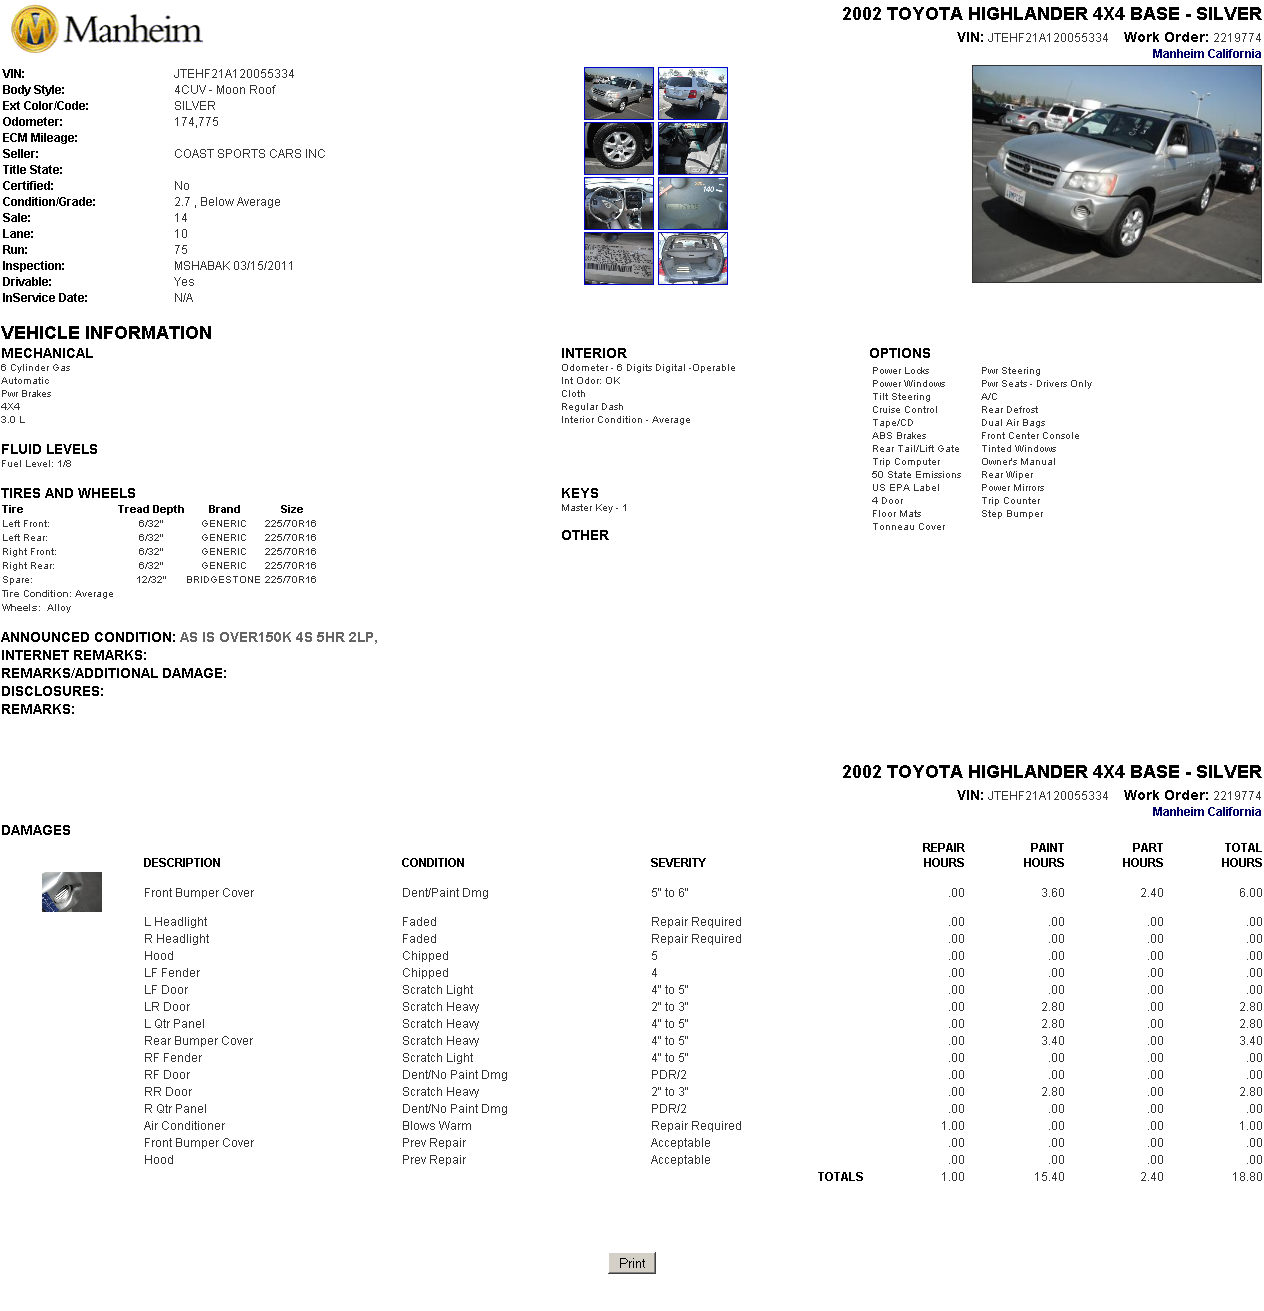 Manheim
2002 TOYOTA HIGHLANDER 4X4 BASE - SILVER
VIN: JTEHF21A120055334 Work Order: 2219774
Manheim California
VIN: JTEHF21A120055334
Body Style: 4CUV - Moon Roof
Ext Color/Code: SILVER
Odometer: 174,775
ECM Mileage:
Seller: COAST SPORTS CARS INC
Title State:
Certified: No
Condition/Grade: 2.7 , Below Average
Sale: 14
Lane: 10
Run: 75
Inspection: MSHABAK 03/15/2011
Drivable: Yes
InService Date: N/A
140
VEHICLE INFORMATION
MECHANICAL
6 Cylinder Gas
Automatic
Pwr Brakes
4X4
3.0 L
INTERIOR
Odometer - 6 Digits Digital -Operable
Int Odor: OK
Cloth
Regular Dash
Interior Condition - Average
OPTIONS
Power Locks Pwr Steering
Power Windows Pwr Seats - Drivers Only
Tilt Steering A/C
Cruise Control Rear Defrost
Tape/CD Dual Air Bags
ABS Brakes Front Center Console
Rear Tail/Lift Gate Tinted Windows
Trip Computer Owner's Manual
50 State Emissions Rear Wiper
US EPA Label Power Mirrors
4 Door Trip Counter
Floor Mats Step Bumper
Tonneau Cover
FLUID LEVELS
Fuel Level: 1/8
TIRES AND WHEELS
Tire Tread Depth Brand Size
Left Front: 6/32" GENERIC 225/70R16
Left Rear: 6/32" GENERIC 225/70R16
Right Front: 6/32" GENERIC 225/70R16
Right Rear: 6/32" GENERIC 225/70R16
Spare: 12/32" BRIDGESTONE 225/70R16
Tire Condition: Average
Wheels: Alloy
KEYS
Master Key - 1
OTHER
ANNOUNCED CONDITION: AS IS OVER150K 4S 5HR 2LP,
INTERNET REMARKS:
REMARKS/ADDITIONAL DAMAGE:
DISCLOSURES:
REMARKS:
2002 TOYOTA HIGHLANDER 4X4 BASE - SILVER
VIN: JTEHF21A120055334 Work Order: 2219774
Manheim California
DAMAGES
DESCRIPTION CONDITION SEVERITY REPAIR HOURS PAINT HOURS PART HOURS TOTAL HOURS
Front Bumper Cover Dent/Paint Dmg 5" to 6" .00 3.60 2.40 6.00
L Headlight Faded Repair Required .00 .00 .00 .00
R Headlight Faded Repair Required .00 .00 .00 .00
Hood Chipped 5 .00 .00 .00 .00
LF Fender Chipped 4 .00 .00 .00 .00
LF Door Scratch Light 4" to 5" .00 .00 .00 .00
LR Door Scratch Heavy 2" to 3" .00 2.80 .00 2.80
L Qtr Panel Scratch Heavy 4" to 5" .00 2.80 .00 2.80
Rear Bumper Cover Scratch Heavy 4" to 5" .00 3.40 .00 3.40
RF Fender Scratch Light 4" to 5" .00 .00 .00 .00
RF Door Dent/No Paint Dmg PDR/2 .00 .00 .00 .00
RR Door Scratch Heavy 2" to 3" .00 2.80 .00 2.80
R Qtr Panel Dent/No Paint Dmg PDR/2 .00 .00 .00 .00
Air Conditioner Blows Warm Repair Required 1.00 .00 .00 1.00
Front Bumper Cover Prev Repair Acceptable .00 .00 .00 .00
Hood Prev Repair Acceptable .00 .00 .00 .00
TOTALS 1.00 15.40 2.40 18.80
Print